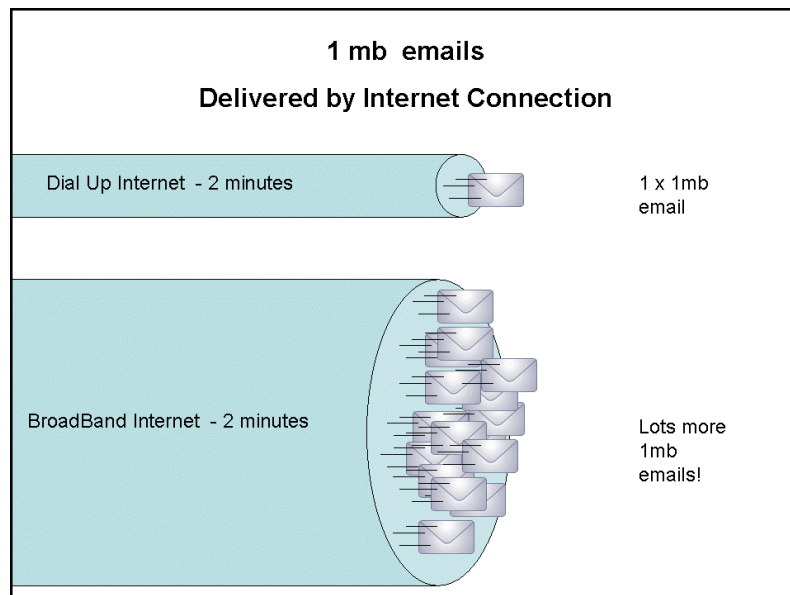 1 mb emails
Delivered by Internet Connection
Dial Up Internet - 2 minutes
1 x 1mb
email
BroadBand Internet - 2 minutes
Lots more
1mb
emails!